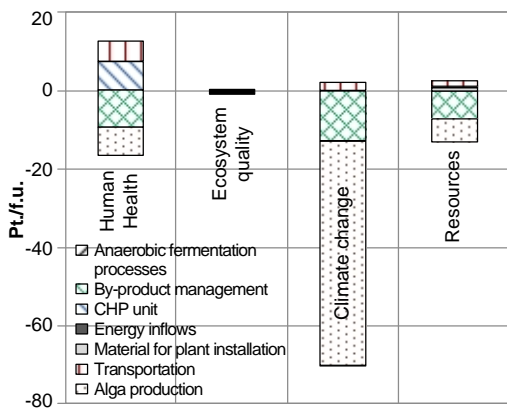 20
0
-20
-40
-60
-80
Pt./f.u.
Human
Health
Ecosystem
quality
Climate change
Resources
Anaerobic fermentation
processes
By-product management
CHP unit
Energy inflows
Material for plant installation
Transportation
Alga production